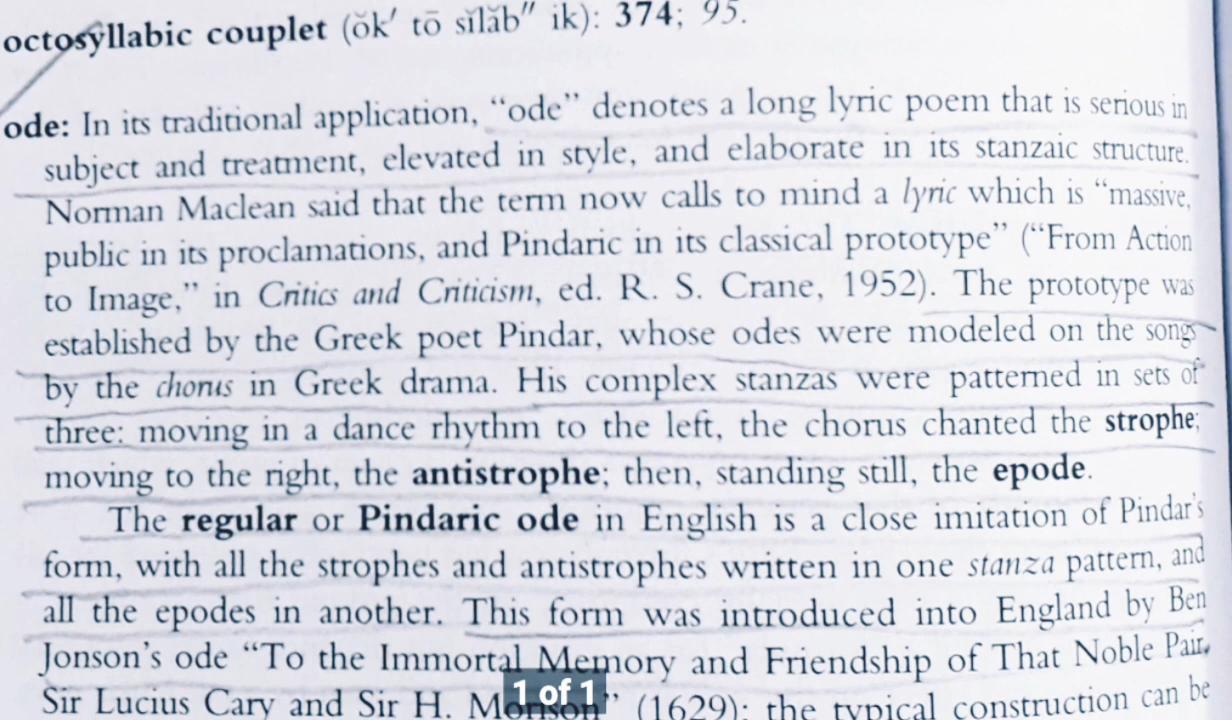 octosyllabic couplet (ŏk′ tō sĭlăb″ ik): 374; 95.
ode: In its traditional application, “ode” denotes a long lyric poem that is serious in
subject and treatment, elevated in style, and elaborate in its stanzaic structure.
Norman Maclean said that the term now calls to mind a lyric which is “massive,
public in its proclamations, and Pindaric in its classical prototype” (“From Action
to Image,” in Critics and Criticism, ed. R. S. Crane, 1952). The prototype was
established by the Greek poet Pindar, whose odes were modeled on the songs
by the chorus in Greek drama. His complex stanzas were patterned in sets of
three: moving in a dance rhythm to the left, the chorus chanted the strophe;
moving to the right, the antistrophe; then, standing still, the epode.
The regular or Pindaric ode in English is a close imitation of Pindar's
form, with all the strophes and antistrophes written in one stanza pattern, and
all the epodes in another. This form was introduced into England by Ben
Jonson's ode “To the Immortal Memory and Friendship of That Noble Pair,
Sir Lucius Cary and Sir H. Morison” (1629); the typical construction can be
1 of 1